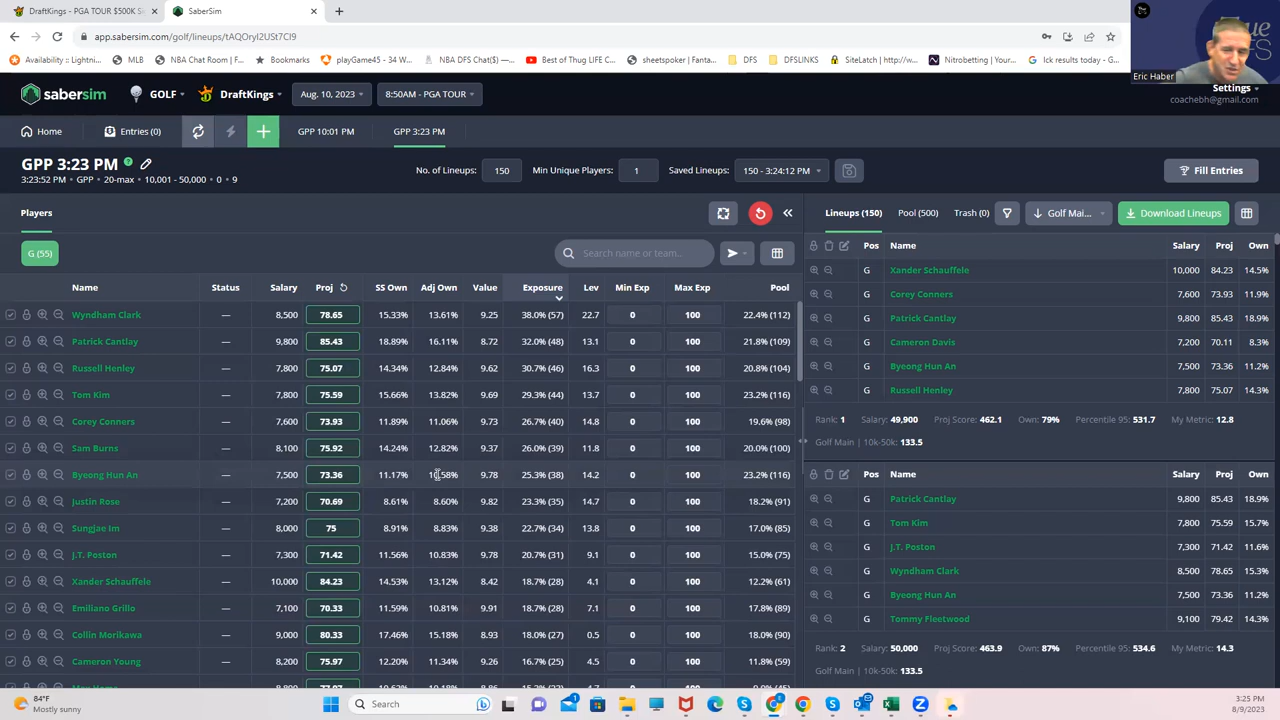 DraftKings - PGA TOUR $500K S
SaberSim
app.sabersim.com/golf/lineups/tAQOryI2USt7CI9
Availability :: Lightni...
MLB
NBA Chat Room ( F...
Bookmarks
playGame45 - 34 W...
NBA DFS Chat($) —...
Best of Thug LIFE C...
sheetspoker | Fanta...
DFS
DFSLINKS
SiteLatch | http://w...
Nitrobetting | Your...
Ick results today - G...
Eric Haber
sabersim
GOLF
DraftKings
Aug. 10, 2023
8:50AM - PGA TOUR
Settings
coachebh@gmail.com
Home
Entries (0)
GPP 10:01 PM
GPP 3:23 PM
GPP 3:23 PM
3:23:52 PM • GPP • 20-max • 10,001 - 50,000 • 0 • 9
No. of Lineups: 150
Min Unique Players: 1
Saved Lineups: 150 - 3:24:12 PM
Fill Entries
Players
Lineups (150) Pool (500) Trash (0) Golf Mai... Download Lineups
G (55)
Search name or team...
Name Status Salary Proj SS Own Adj Own Value Exposure Lev Min Exp Max Exp Pool
Wyndham Clark — 8,500 78.65 15.33% 13.61% 9.25 38.0% (57) 22.7 0 100 22.4% (112)
Patrick Cantlay — 9,800 85.43 18.89% 16.11% 8.72 32.0% (48) 13.1 0 100 21.8% (109)
Russell Henley — 7,800 75.07 14.34% 12.84% 9.62 30.7% (46) 16.3 0 100 20.8% (104)
Tom Kim — 7,800 75.59 15.66% 13.82% 9.69 29.3% (44) 13.7 0 100 23.2% (116)
Corey Conners — 7,600 73.93 11.89% 11.06% 9.73 26.7% (40) 14.8 0 100 19.6% (98)
Sam Burns — 8,100 75.92 14.24% 12.82% 9.37 26.0% (39) 11.8 0 100 20.0% (100)
Byeong Hun An — 7,500 73.36 11.17% 58% 9.78 25.3% (38) 14.2 0 100 23.2% (116)
Justin Rose — 7,200 70.69 8.61% 8.60% 9.82 23.3% (35) 14.7 0 100 18.2% (91)
Sungjae Im — 8,000 75 8.91% 8.83% 9.38 22.7% (34) 13.8 0 100 17.0% (85)
J.T. Poston — 7,300 71.42 11.56% 10.83% 9.78 20.7% (31) 9.1 0 100 15.0% (75)
Xander Schauffele — 10,000 84.23 14.53% 13.12% 8.42 18.7% (28) 4.1 0 100 12.2% (61)
Emiliano Grillo — 7,100 70.33 11.59% 10.81% 9.91 18.7% (28) 7.1 0 100 17.8% (89)
Collin Morikawa — 9,000 80.33 17.46% 15.18% 8.93 18.0% (27) 0.5 0 100 18.0% (90)
Cameron Young — 8,200 75.97 12.20% 11.34% 9.26 16.7% (25) 4.5 0 100 11.8% (59)
Pos Name Salary Proj Own
G Xander Schauffele 10,000 84.23 14.5%
G Corey Conners 7,600 73.93 11.9%
G Patrick Cantlay 9,800 85.43 18.9%
G Cameron Davis 7,200 70.11 8.3%
G Byeong Hun An 7,500 73.36 11.2%
G Russell Henley 7,800 75.07 14.3%
Rank: 1 Salary: 49,900 Proj Score: 462.1 Own: 79% Percentile 95: 531.7 My Metric: 12.8
Golf Main | 10k-50k: 133.5
Pos Name Salary Proj Own
G Patrick Cantlay 9,800 85.43 18.9%
G Tom Kim 7,800 75.59 15.7%
G J.T. Poston 7,300 71.42 11.6%
G Wyndham Clark 8,500 78.65 15.3%
G Byeong Hun An 7,500 73.36 11.2%
G Tommy Fleetwood 9,100 79.42 14.3%
Rank: 2 Salary: 50,000 Proj Score: 463.9 Own: 87% Percentile 95: 534.6 My Metric: 14.3
Golf Main | 10k-50k: 133.5
84°F
Mostly sunny
Search
3:25 PM
8/9/2023